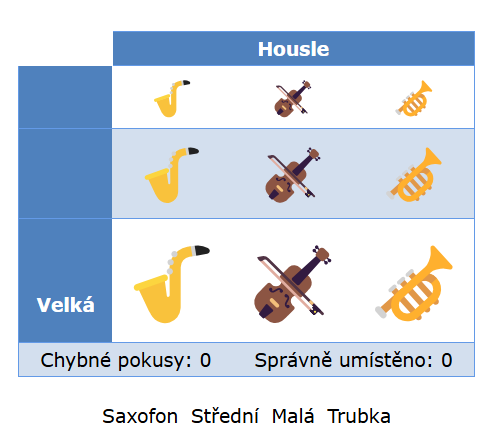 Housle
Velká
Chybné pokusy: 0 Správně umístěno: 0
Saxofon Střední Malá Trubka